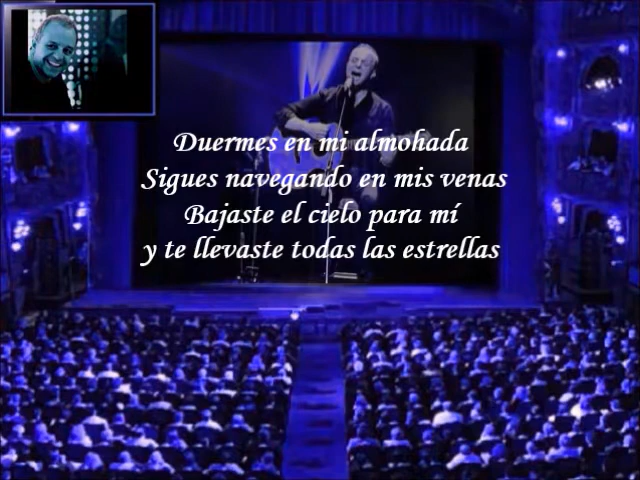 Duermes en mi almohada
Sigues navegando en mis venas
Bajaste el cielo para mí
y te llevaste todas las estrellas